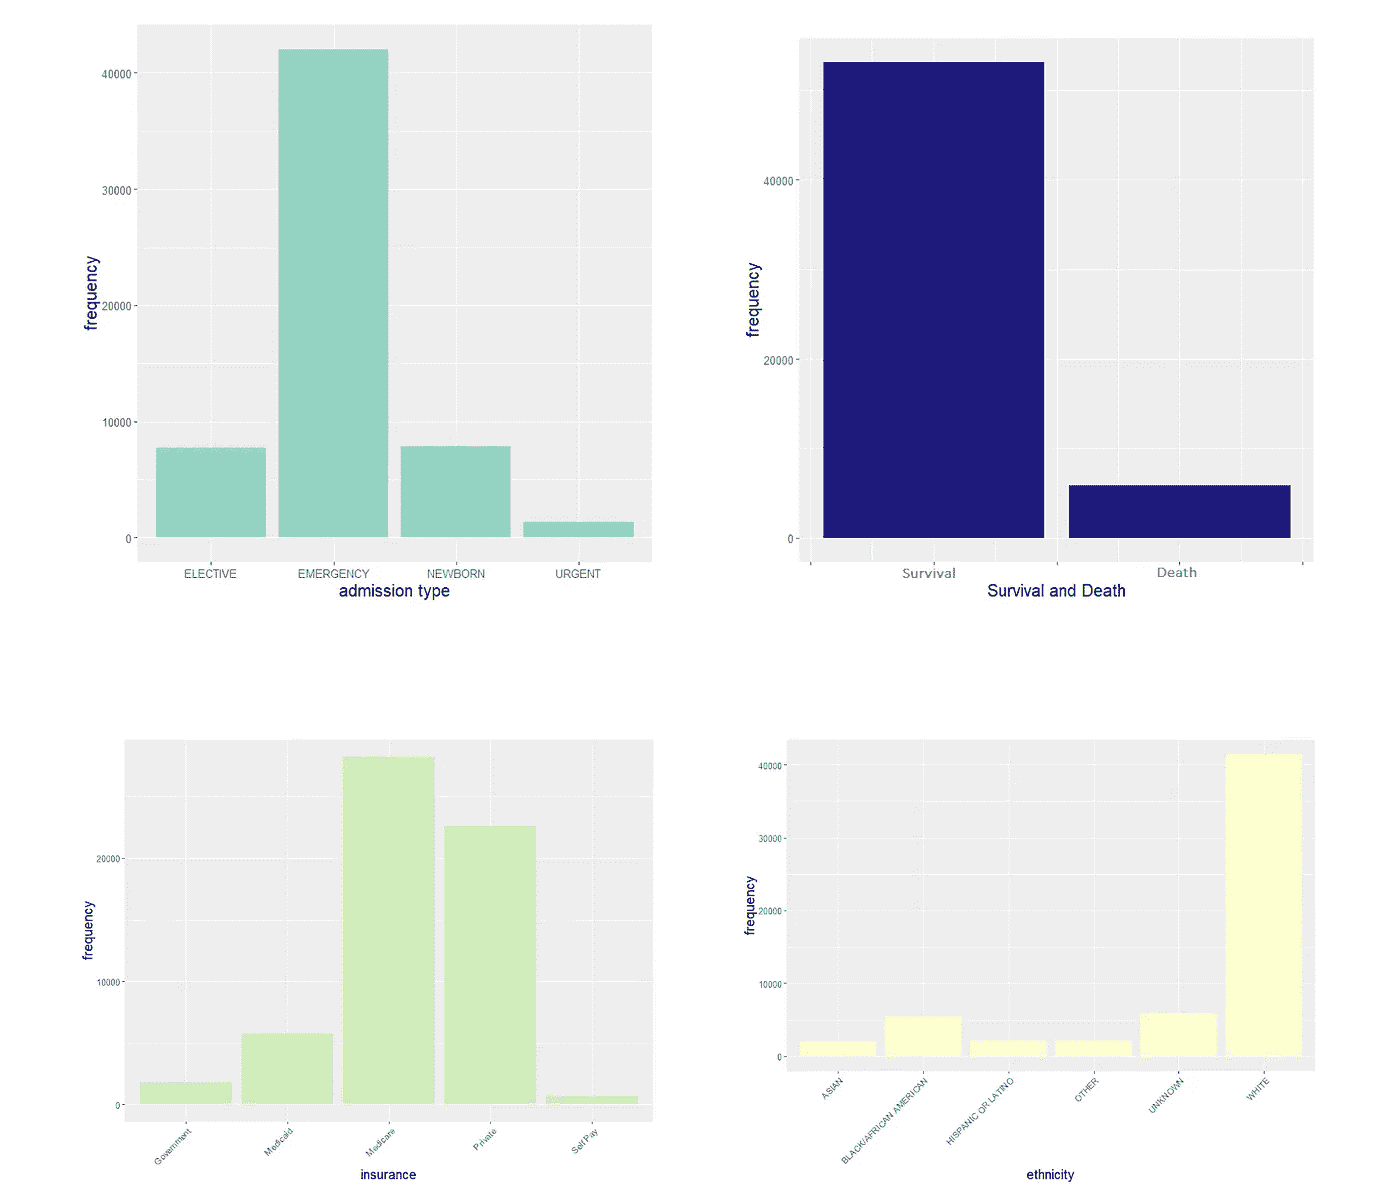 40000
30000
20000
10000
0
frequency
ELECTIVE EMERGENCY NEWBORN URGENT
admission type
40000
20000
0
frequency
Survival Death
Survival and Death
20000
10000
0
frequency
Government Medicaid Medicare Private Self Pay
insurance
40000
30000
20000
10000
0
frequency
ASIAN BLACK/AFRICAN AMERICAN HISPANIC OR LATINO OTHER UNKNOWN WHITE
ethnicity